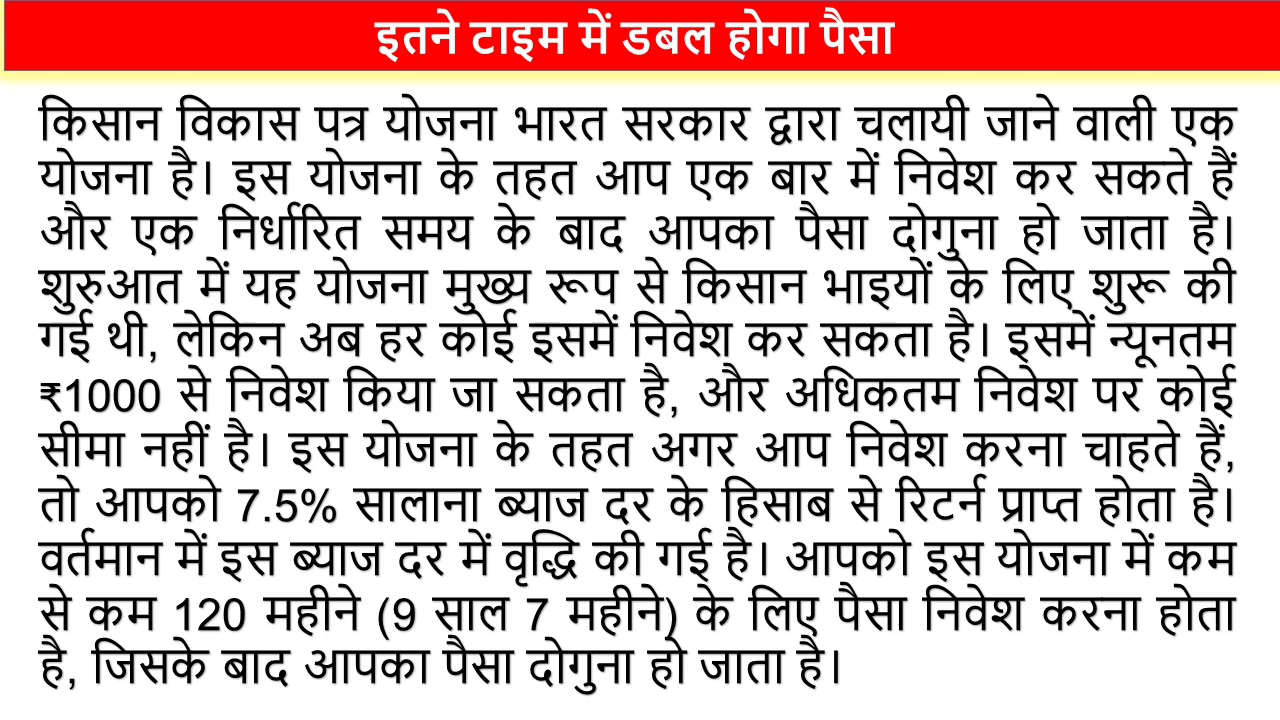 इतने टाइम में डबल होगा पैसा
किसान विकास पत्र योजना भारत सरकार द्वारा चलायी जाने वाली एक
योजना है। इस योजना के तहत आप एक बार में निवेश कर सकते हैं
और एक निर्धारित समय के बाद आपका पैसा दोगुना हो जाता है।
शुरुआत में यह योजना मुख्य रूप से किसान भाइयों के लिए शुरू की
गई थी, लेकिन अब हर कोई इसमें निवेश कर सकता है। इसमें न्यूनतम
₹1000 से निवेश किया जा सकता है, और अधिकतम निवेश पर कोई
सीमा नहीं है। इस योजना के तहत अगर आप निवेश करना चाहते हैं,
तो आपको 7.5% सालाना ब्याज दर के हिसाब से रिटर्न प्राप्त होता है।
वर्तमान में इस ब्याज दर में वृद्धि की गई है। आपको इस योजना में कम
से कम 120 महीने (9 साल 7 महीने) के लिए पैसा निवेश करना होता
है, जिसके बाद आपका पैसा दोगुना हो जाता है।